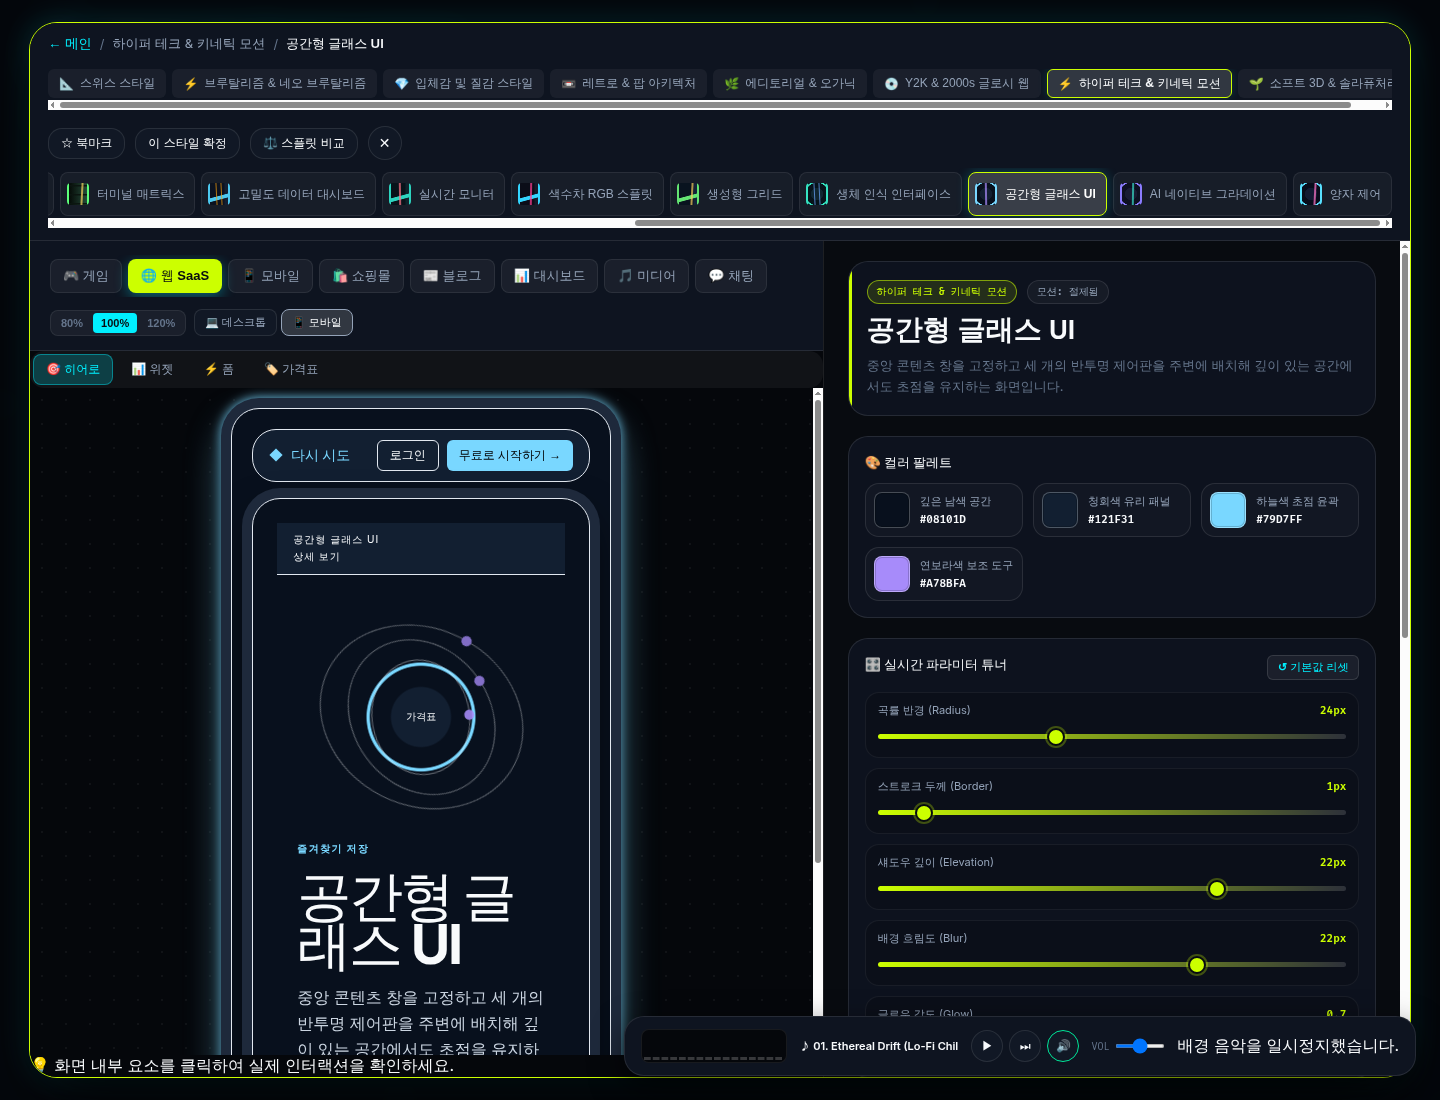 ← 메인 / 하이퍼 테크 & 키네틱 모션 / 공간형 글래스 UI
스위스 스타일
브루탈리즘 & 네오 브루탈리즘
입체감 및 질감 스타일
레트로 & 팝 아키텍처
에디토리얼 & 오가닉
Y2K & 2000s 글로시 웹
하이퍼 테크 & 키네틱 모션
소프트 3D & 솔라퓨처리
☆ 북마크
이 스타일 확정
스플릿 비교
✕
터미널 매트릭스
고밀도 데이터 대시보드
실시간 모니터
색수차 RGB 스플릿
생성형 그리드
생체 인식 인터페이스
공간형 글래스 UI
AI 네이티브 그라데이션
양자 제어
게임
웹 SaaS
모바일
쇼핑몰
블로그
대시보드
미디어
채팅
80%
100%
120%
데스크톱
모바일
히어로
위젯
폼
가격표
◆ 다시 시도
로그인
무료로 시작하기 →
공간형 글래스 UI
상세 보기
가격표
즐겨찾기 저장
공간형 글
래스 UI
중앙 콘텐츠 창을 고정하고 세 개의
반투명 제어판을 주변에 배치해 깊
이 있는 공간에서도 초점을 유지하
💡 화면 내부 요소를 클릭하여 실제 인터랙션을 확인하세요.
하이퍼 테크 & 키네틱 모션
모션: 절제됨
공간형 글래스 UI
중앙 콘텐츠 창을 고정하고 세 개의 반투명 제어판을 주변에 배치해 깊이 있는 공간에
서도 초점을 유지하는 화면입니다.
🎨 컬러 팔레트
깊은 남색 공간
#08101D
청회색 유리 패널
#121F31
하늘색 초점 윤곽
#79D7FF
연보라색 보조 도구
#A78BFA
🎛️ 실시간 파라미터 튜너
↺ 기본값 리셋
곡률 반경 (Radius)
24px
스트로크 두께 (Border)
1px
섀도우 깊이 (Elevation)
22px
배경 흐림도 (Blur)
22px
글로우 강도 (Glow)
0.7
♪ 01. Ethereal Drift (Lo-Fi Chil
VOL
배경 음악을 일시정지했습니다.